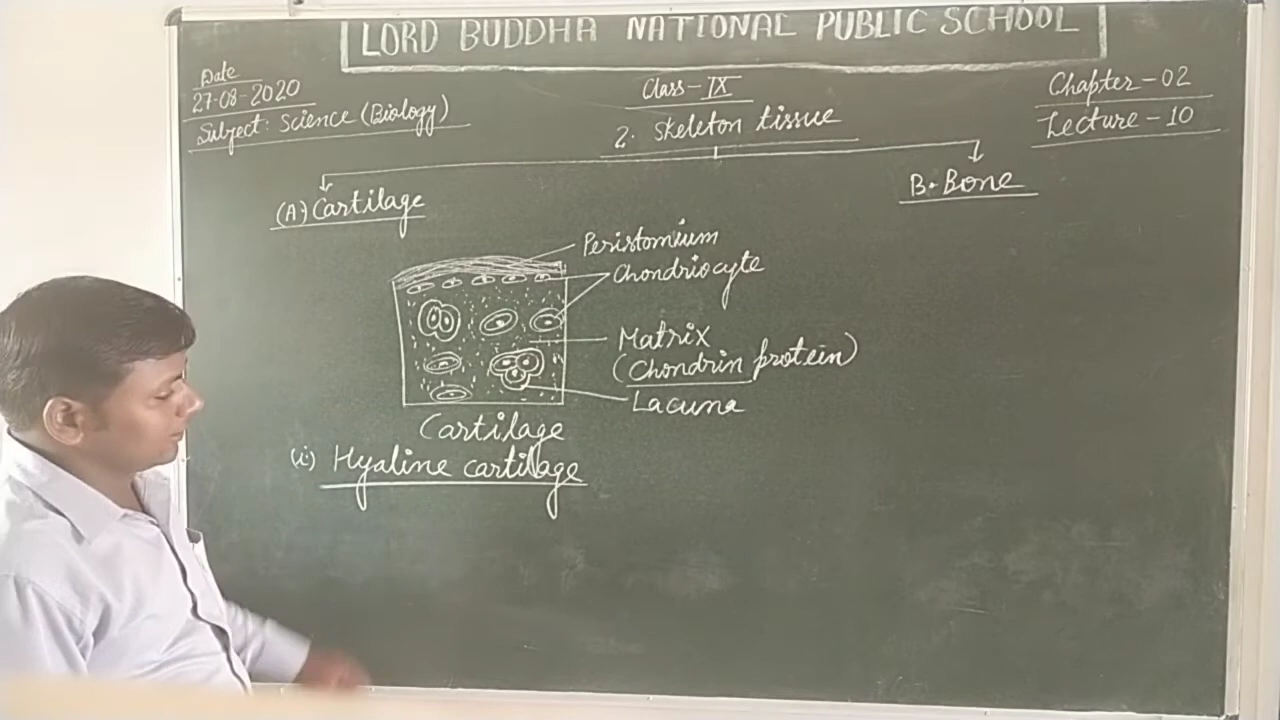 LORD BUDDHA NATIONAL PUBLIC SCHOOL
Date
27-08-2020
Subject: Science (Biology)
Class-IX
2. Skeleton tissue
Chapter-02
Lecture-10
(A) Cartilage
B. Bone
Peristomium
Chondriocyte
Matrix
(Chondrin protein)
Lacuna
Cartilage
(i) Hyaline cartilage